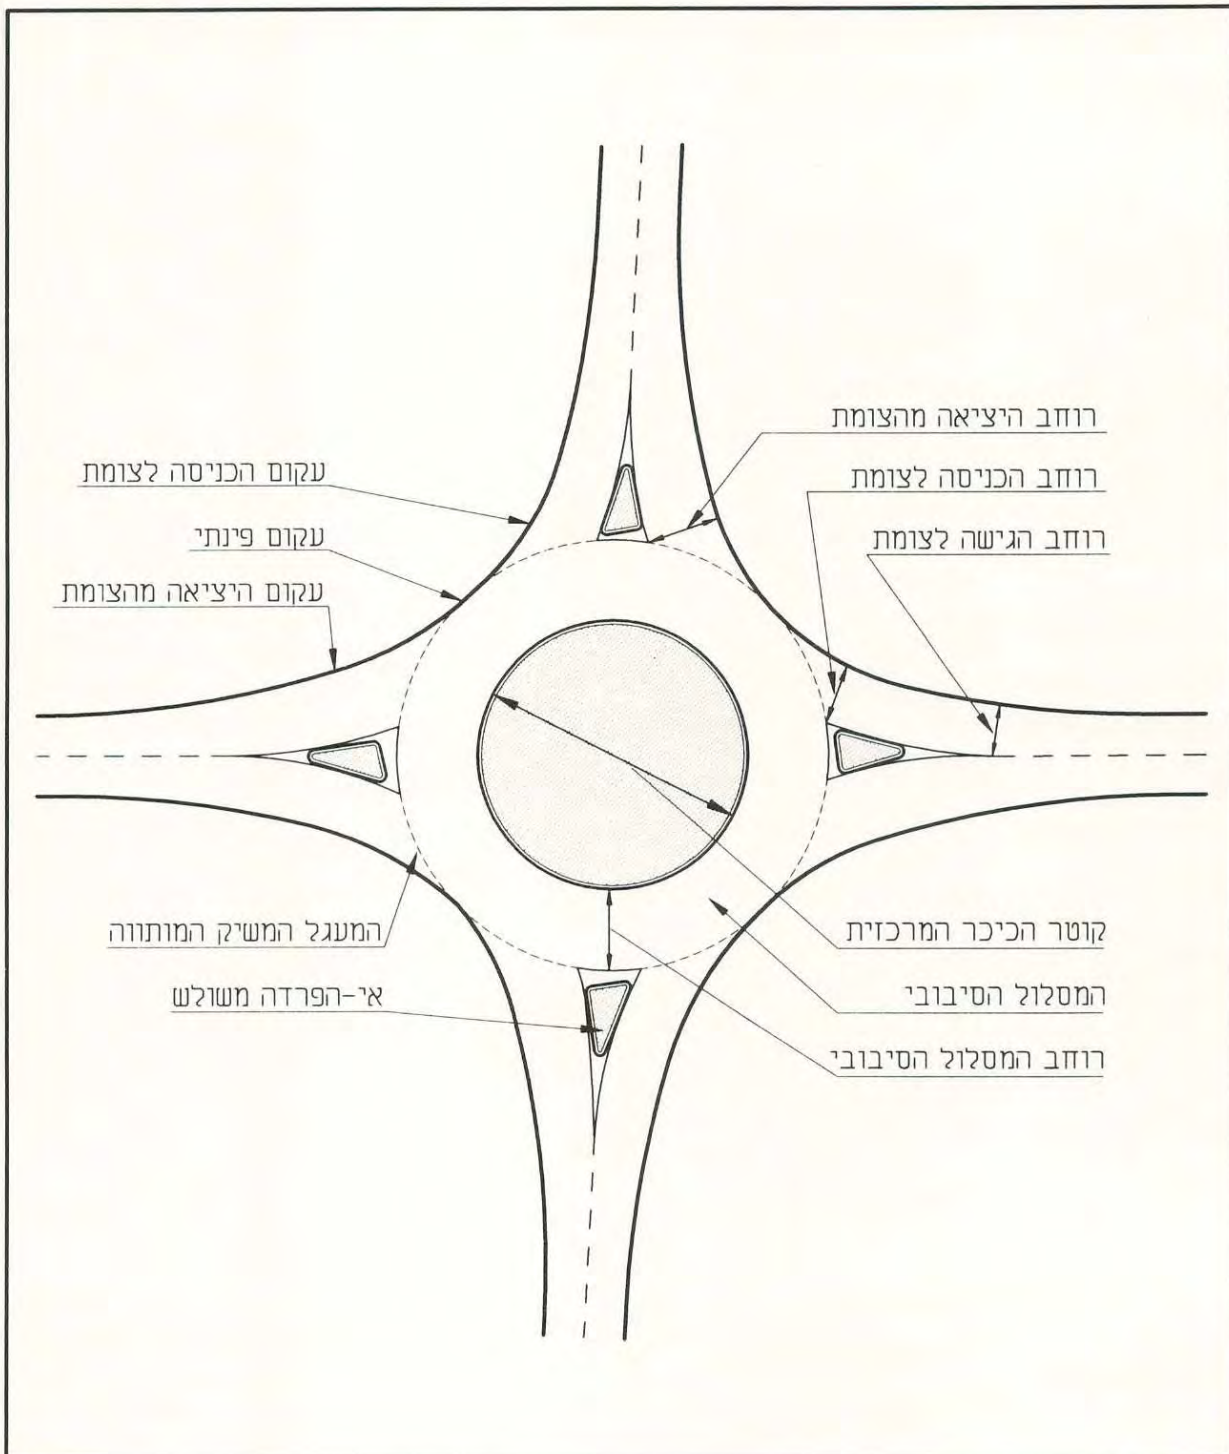 רוחב היציאה מהצומת
רוחב הכניסה לצומת
רוחב הגישה לצומת
עקום הכניסה לצומת
עקום פינתי
עקום היציאה מהצומת
קוטר הכיכר המרכזית
המסלול הסיבובי
רוחב המסלול הסיבובי
המעגל המשיק המותווה
אי-הפרדה משולש